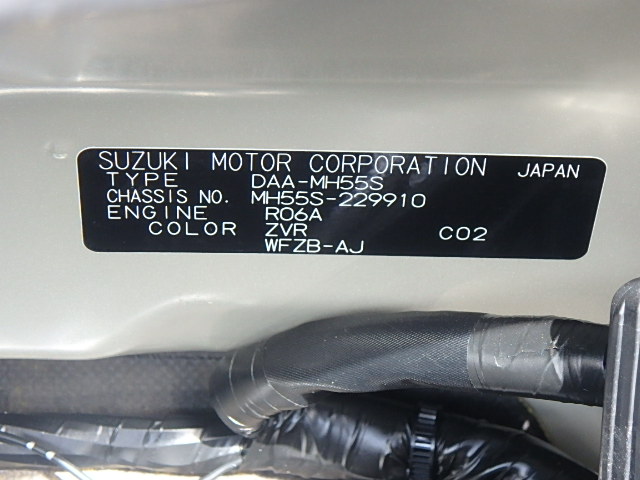 SUZUKI MOTOR CORPORATION JAPAN
TYPE DAA-MH55S
CHASSIS NO. MH55S-229910
ENGINE R06A
COLOR ZVR C02
WFZB-AJ